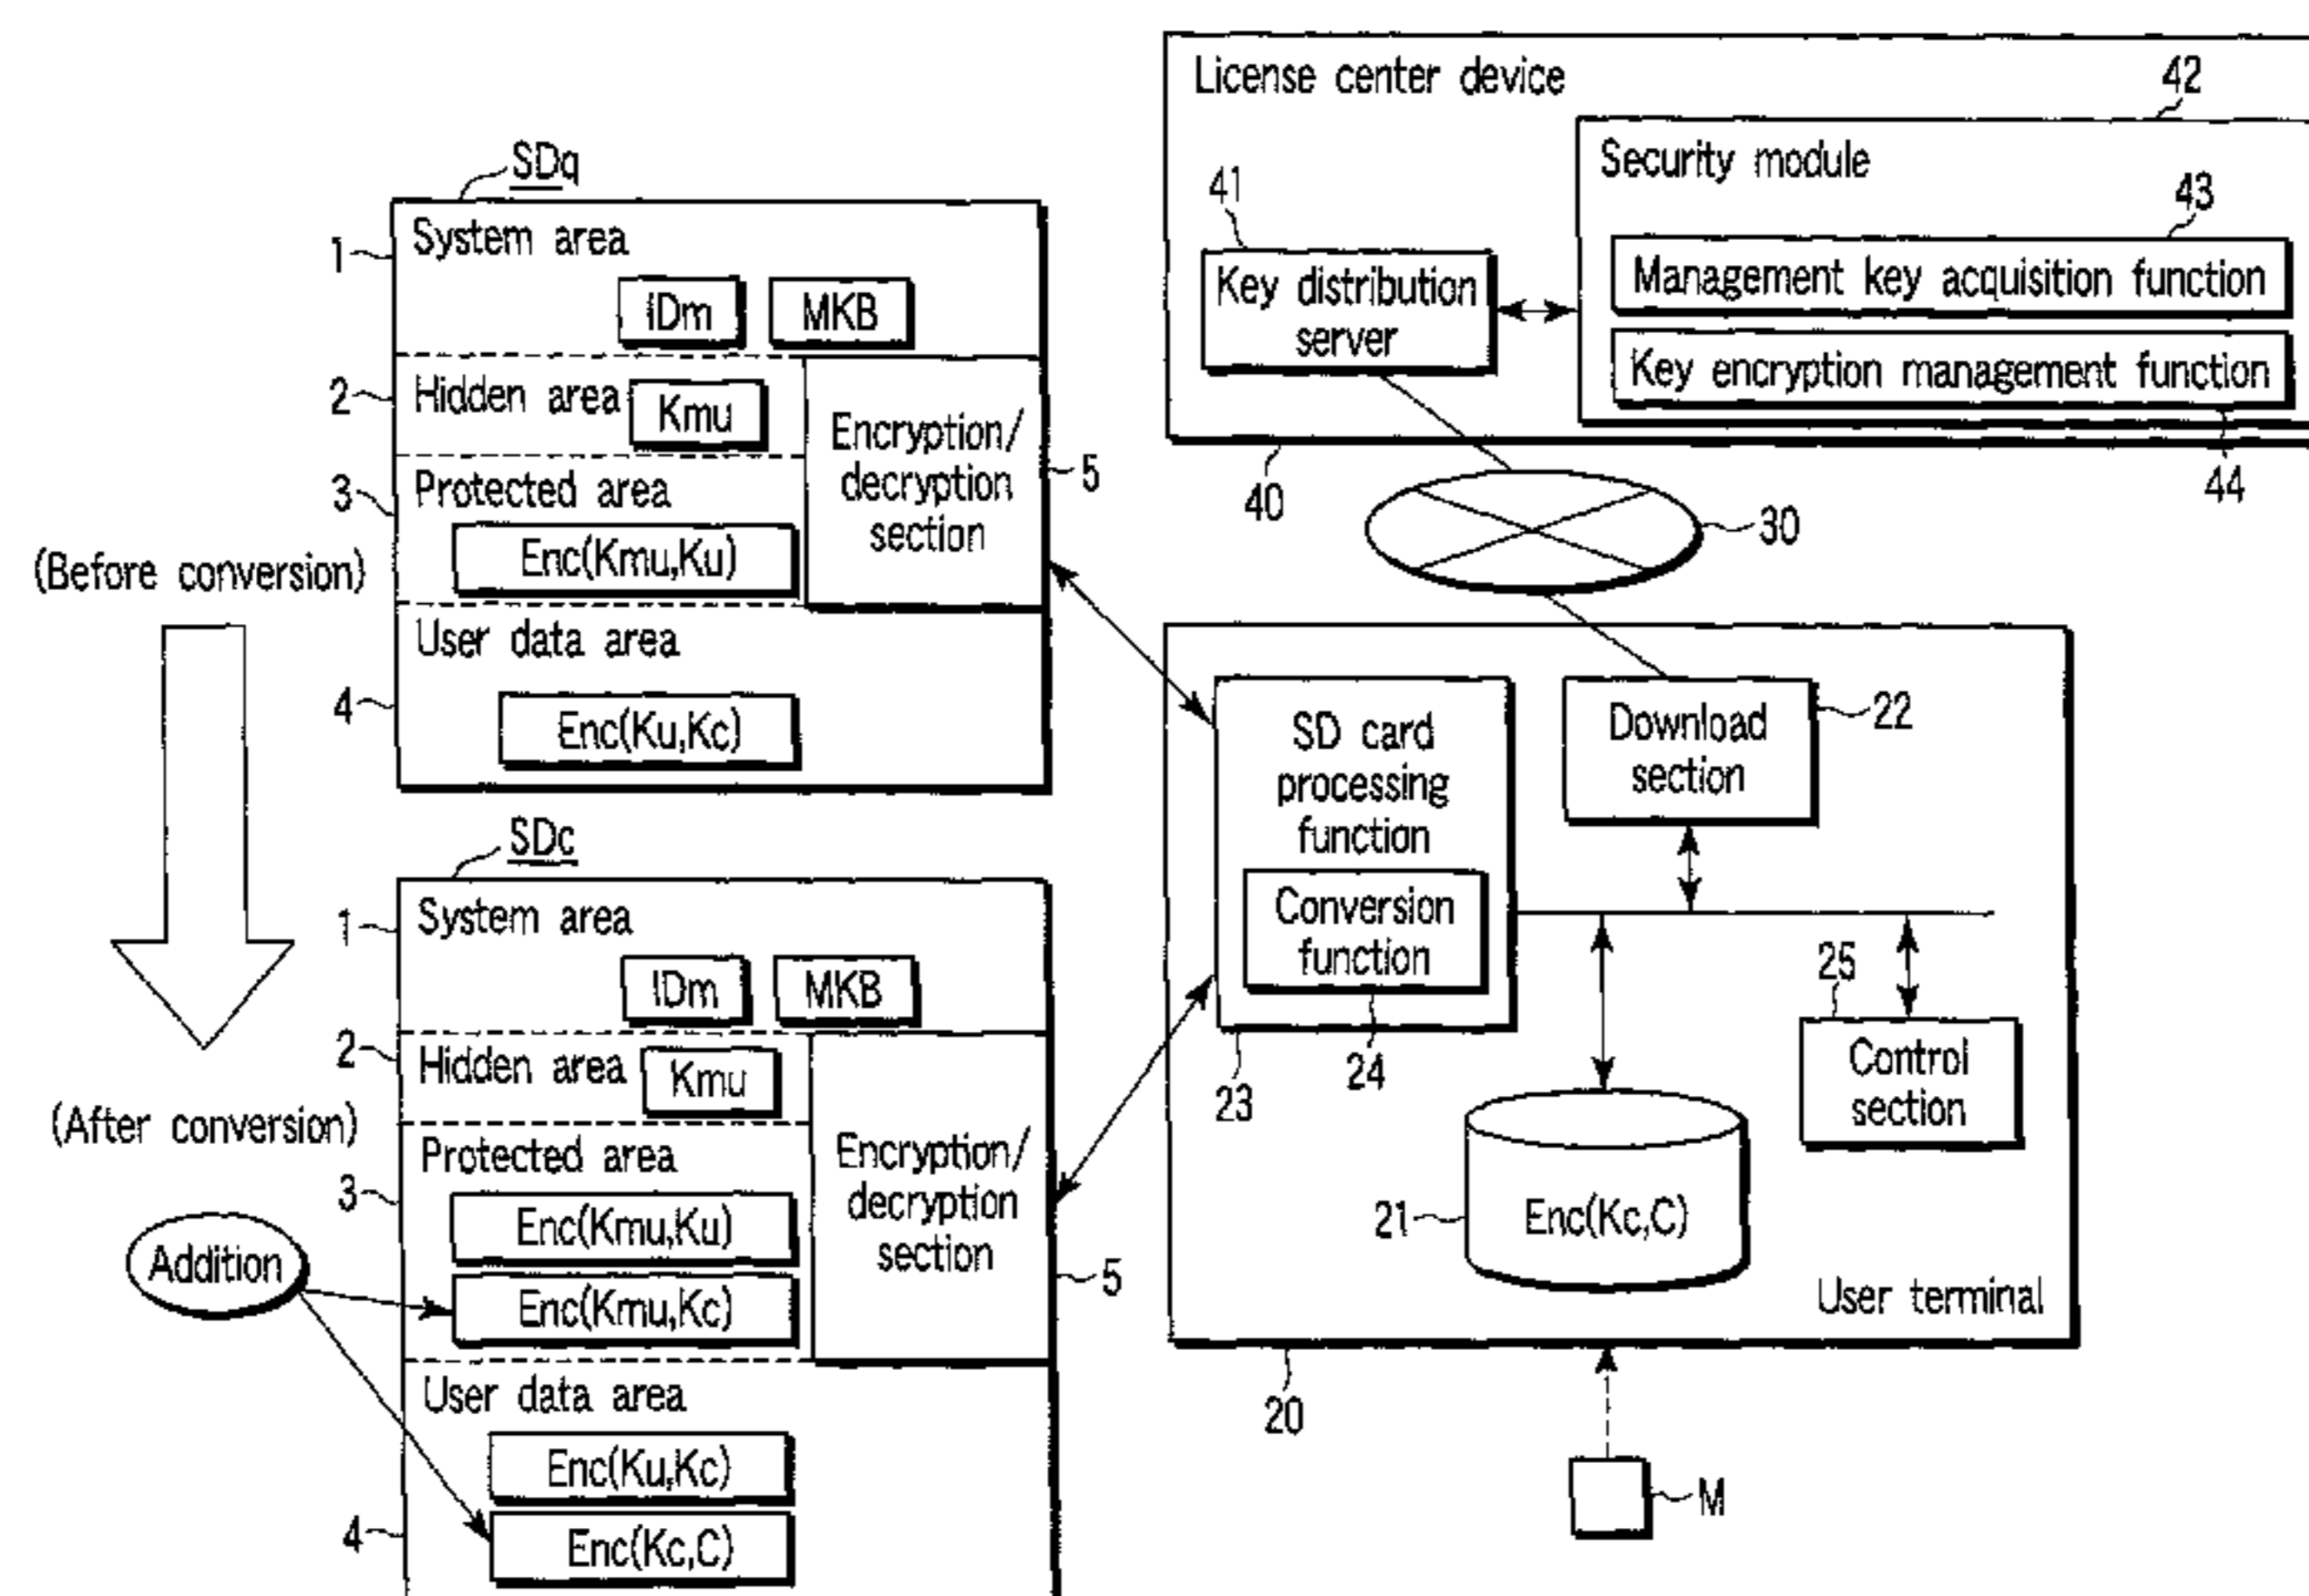 License center device
42
Security module
41
43
Key distribution
server
Management key acquisition function
Key encryption management function
40
44
30
SDq
1
System area
IDm
MKB
2
Hidden area
Kmu
Encryption/
decryption
section
5
3
Protected area
Enc(Kmu,Ku)
(Before conversion)
User data area
4
Enc(Ku,Kc)
SDc
1
System area
IDm
MKB
2
Hidden area
Kmu
(After conversion)
Protected area
Encryption/
decryption
section
3
Enc(Kmu,Ku)
Addition
Enc(Kmu,Kc)
5
User data area
Enc(Ku,Kc)
4
Enc(Kc,C)
SD card
processing
function
Download
section
22
Conversion
function
25
23
24
Control
section
21
Enc(Kc,C)
User terminal
20
M